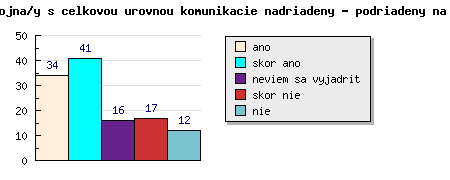 ojna/y s celkovou urovnou komunikacie nadriadeny - podriadeny na
50
40
30
20
10
0
34
41
16
17
12
ano
skor ano
neviem sa vyjadrit
skor nie
nie